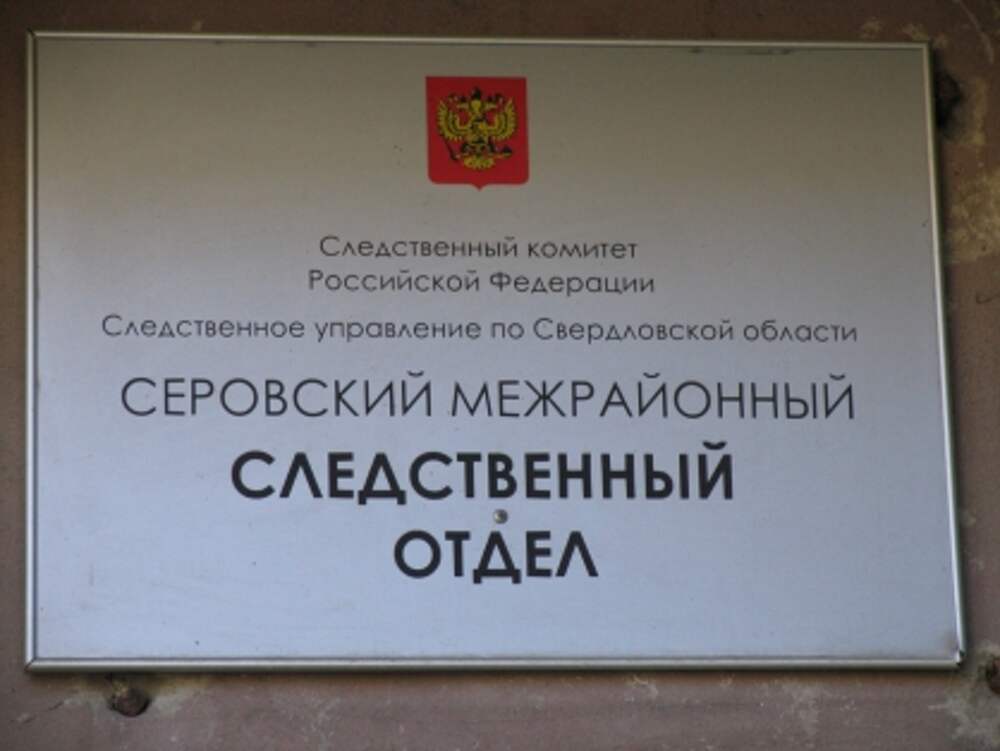 Следственный комитет
Российской Федерации
Следственное управление по Свердловской области
СЕРОВСКИЙ МЕЖРАЙОННЫЙ
СЛЕДСТВЕННЫЙ
ОТДЕЛ